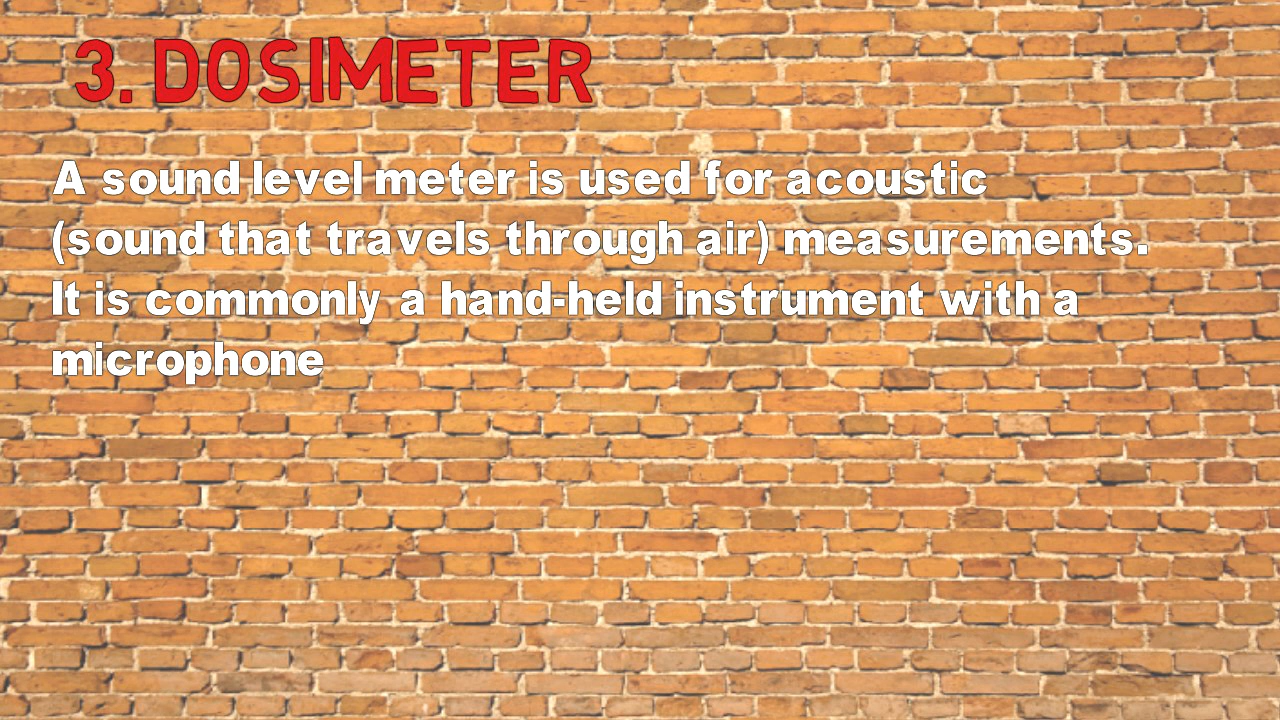 3. DOSIMETER
A sound level meter is used for acoustic
(sound that travels through air) measurements.
It is commonly a hand-held instrument with a
microphone